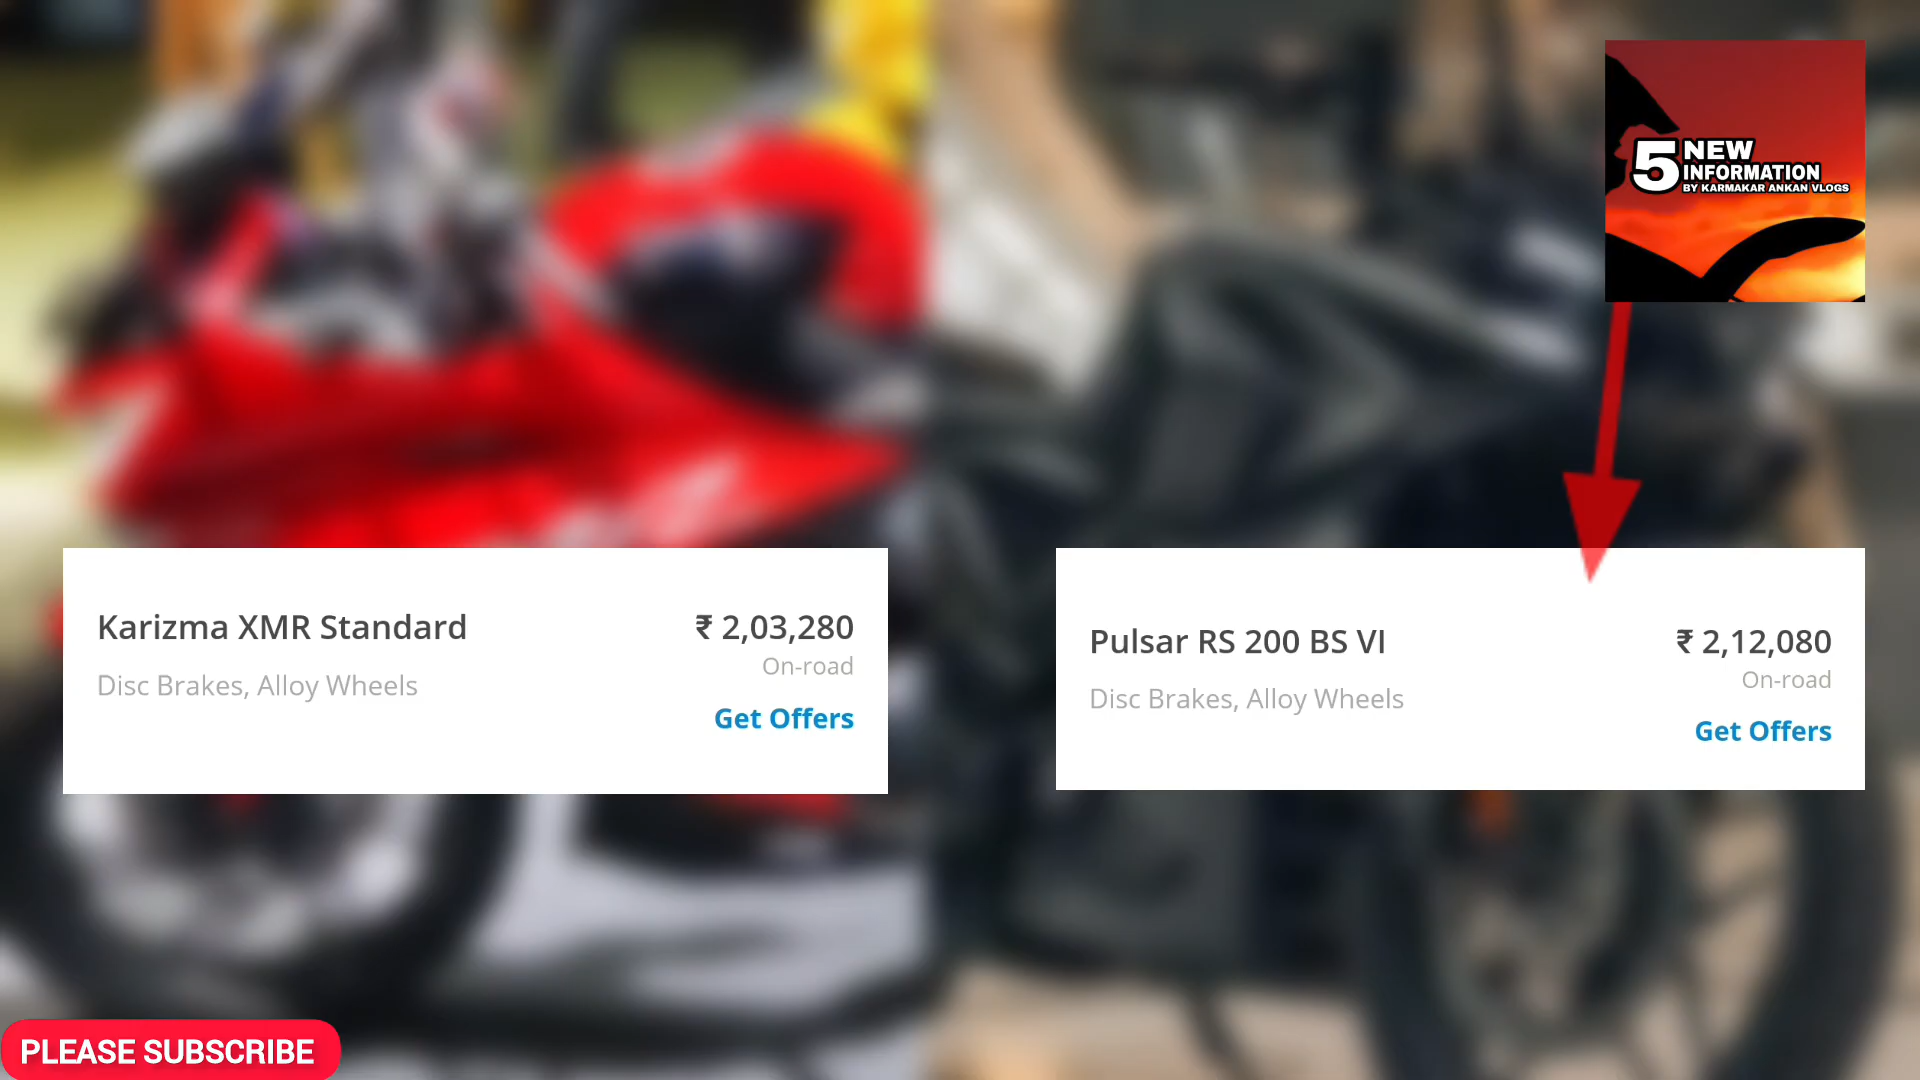 5 NEW
INFORMATION
BY KARMAKAR ANKAN VLOGS
Karizma XMR Standard
₹ 2,03,280
On-road
Disc Brakes, Alloy Wheels
Get Offers
Pulsar RS 200 BS VI
₹ 2,12,080
On-road
Disc Brakes, Alloy Wheels
Get Offers
PLEASE SUBSCRIBE